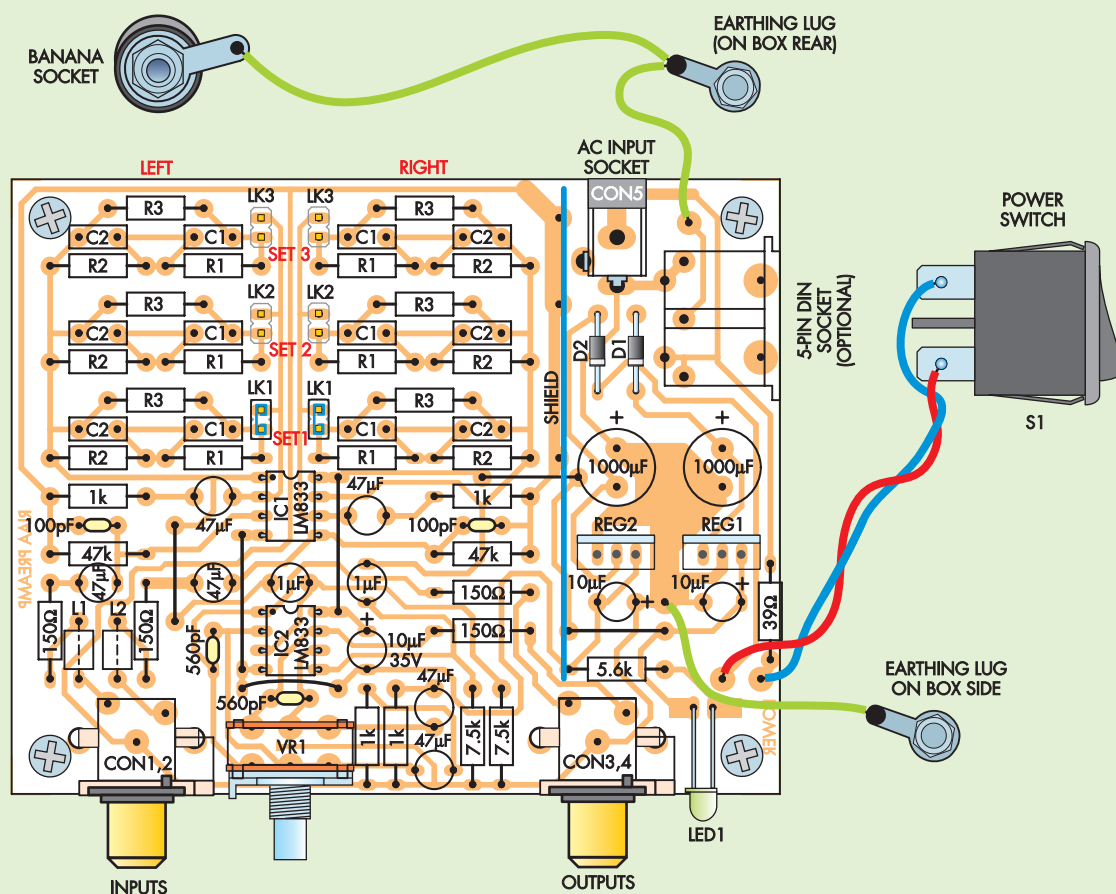 BANANA
SOCKET
EARTHING LUG
(ON BOX REAR)
LEFT
RIGHT
AC INPUT
SOCKET
CON5
POWER
SWITCH
S1
5-PIN DIN
SOCKET
(OPTIONAL)
R3
LK3
LK3
R3
C2
C1
C1
C2
SET 3
R2
R1
R1
R2
R3
LK2
LK2
R3
C2
C1
C1
C2
SET 2
R2
R1
R1
R2
D2
D1
SHIELD
R3
LK1
LK1
R3
C2
C1
C1
C2
SET1
R2
R1
R1
R2
+
1000µF
+
1000µF
1k
47µF
IC1
LM833
47µF
1k
100pF
100pF
REG2
REG1
RIAA PREAMP
47k
47k
47µF
47µF
1µF
1µF
150Ω
10µF
+
10µF
+
39Ω
150Ω
L1
L2
150Ω
560pF
IC2
LM833
+
10µF
35V
150Ω
5.6k
560pF
47µF
EARTHING LUG
ON BOX SIDE
CON1,2
VR1
1k
1k
47µF
7.5k
7.5k
CON3,4
POWER
LED1
INPUTS
OUTPUTS